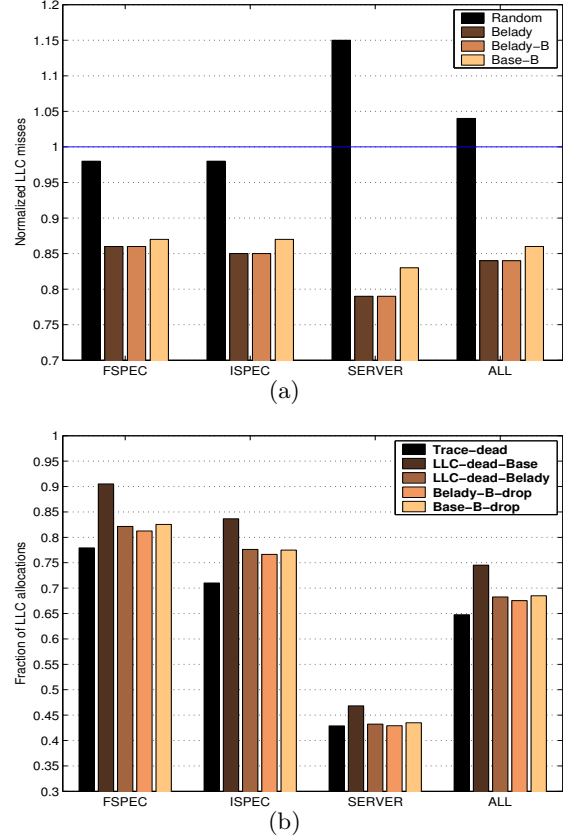 1.2
1.15
1.1
1.05
1
0.95
0.9
0.85
0.8
0.75
0.7
Normalized LLC misses
Random
Belady
Belady-B
Base-B
FSPEC ISPEC SERVER ALL
(a)
1
0.95
0.9
0.85
0.8
0.75
0.7
0.65
0.6
0.55
0.5
0.45
0.4
0.35
0.3
Fraction of LLC allocations
Trace-dead
LLC-dead-Base
LLC-dead-Belady
Belady-B-drop
Base-B-drop
FSPEC ISPEC SERVER ALL
(b)